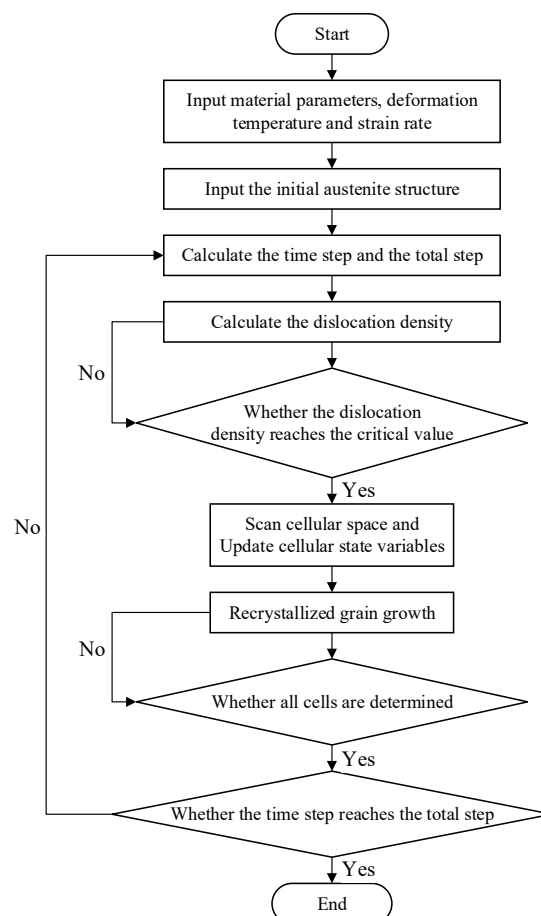 Start
Input material parameters, deformation
temperature and strain rate
Input the initial austenite structure
Calculate the time step and the total step
Calculate the dislocation density
No
Whether the dislocation
density reaches the critical value
Yes
Scan cellular space and
Update cellular state variables
No
Recrystallized grain growth
No
Whether all cells are determined
Yes
Whether the time step reaches the total step
Yes
End